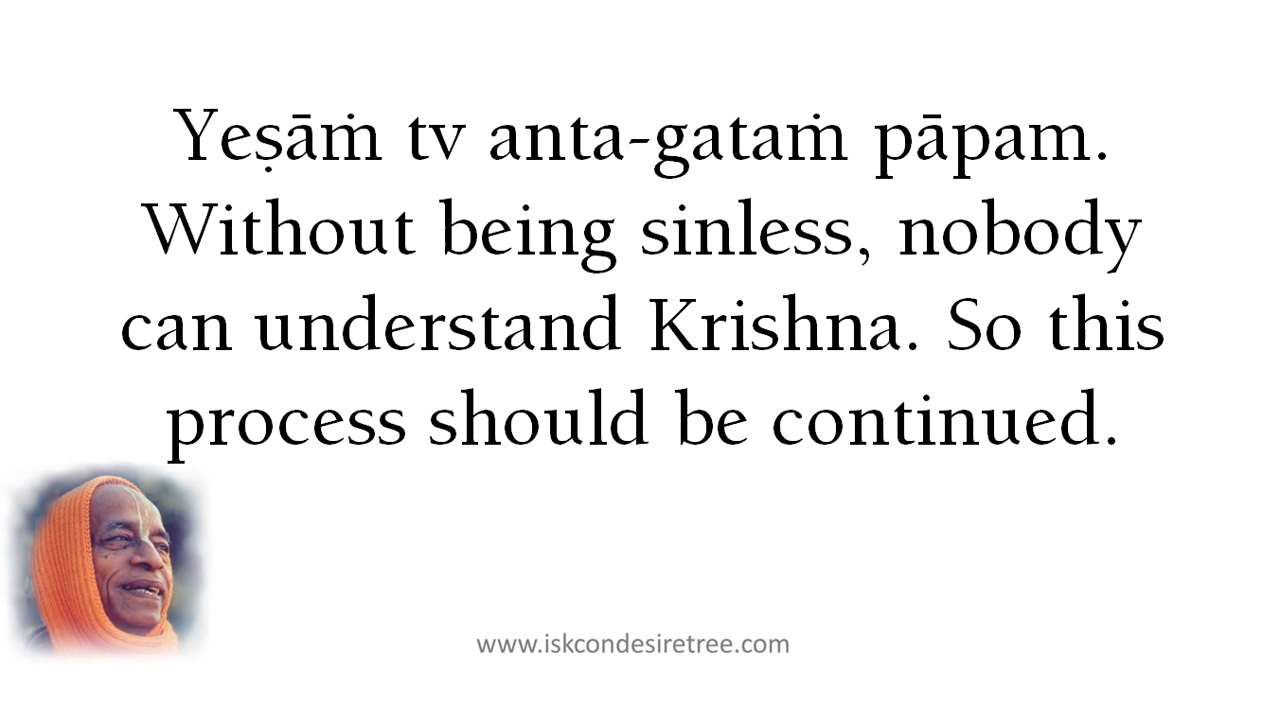 Yeṣāṁ tv anta-gataṁ pāpam.
Without being sinless, nobody
can understand Krishna. So this
process should be continued.
www.iskcondesiretree.com